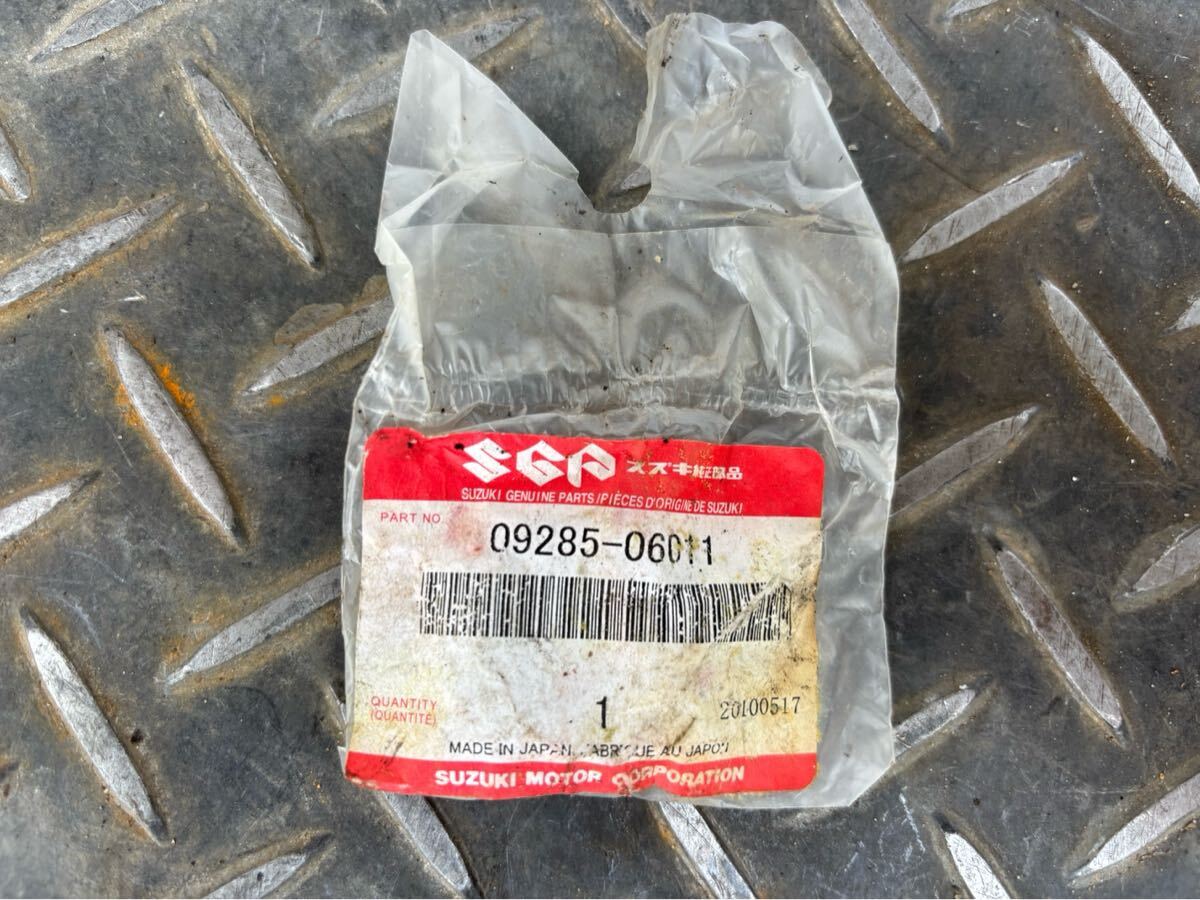 SGP スズキ純正部品
SUZUKI GENUINE PARTS/PIÈCES D'ORIGINE DE SUZUKI
PART NO
09285-06011
QUANTITY
(QUANTITÉ)
1
20100517
MADE IN JAPAN FABRIQUE AU JAPON
SUZUKI MOTOR CORPORATION